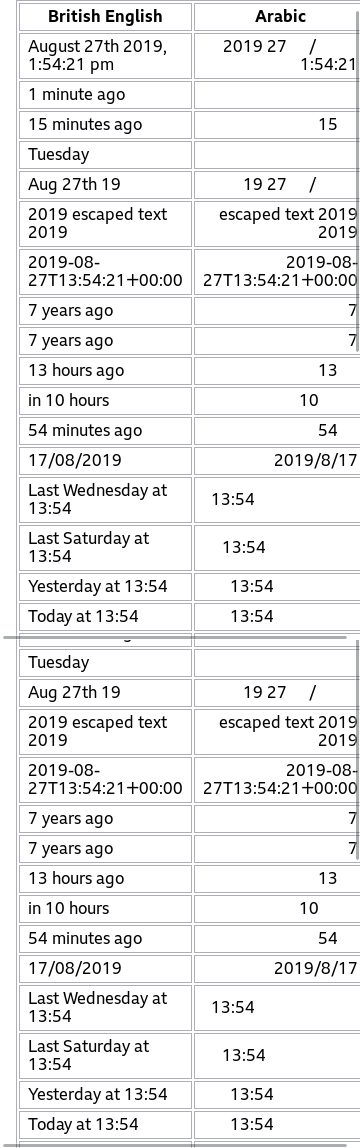 British English Arabic
August 27th 2019, 2019 27 /
1:54:21 pm 1:54:21
1 minute ago
15 minutes ago 15
Tuesday
Aug 27th 19 19 27 /
2019 escaped text escaped text 2019
2019 2019
2019-08- 2019-08-
27T13:54:21+00:00 27T13:54:21+00:00
7 years ago 7
7 years ago 7
13 hours ago 13
in 10 hours 10
54 minutes ago 54
17/08/2019 2019/8/17
Last Wednesday at 13:54
13:54
Last Saturday at 13:54
13:54
Yesterday at 13:54 13:54
Today at 13:54 13:54
Tuesday
Aug 27th 19 19 27 /
2019 escaped text escaped text 2019
2019 2019
2019-08- 2019-08-
27T13:54:21+00:00 27T13:54:21+00:00
7 years ago 7
7 years ago 7
13 hours ago 13
in 10 hours 10
54 minutes ago 54
17/08/2019 2019/8/17
Last Wednesday at 13:54
13:54
Last Saturday at 13:54
13:54
Yesterday at 13:54 13:54
Today at 13:54 13:54